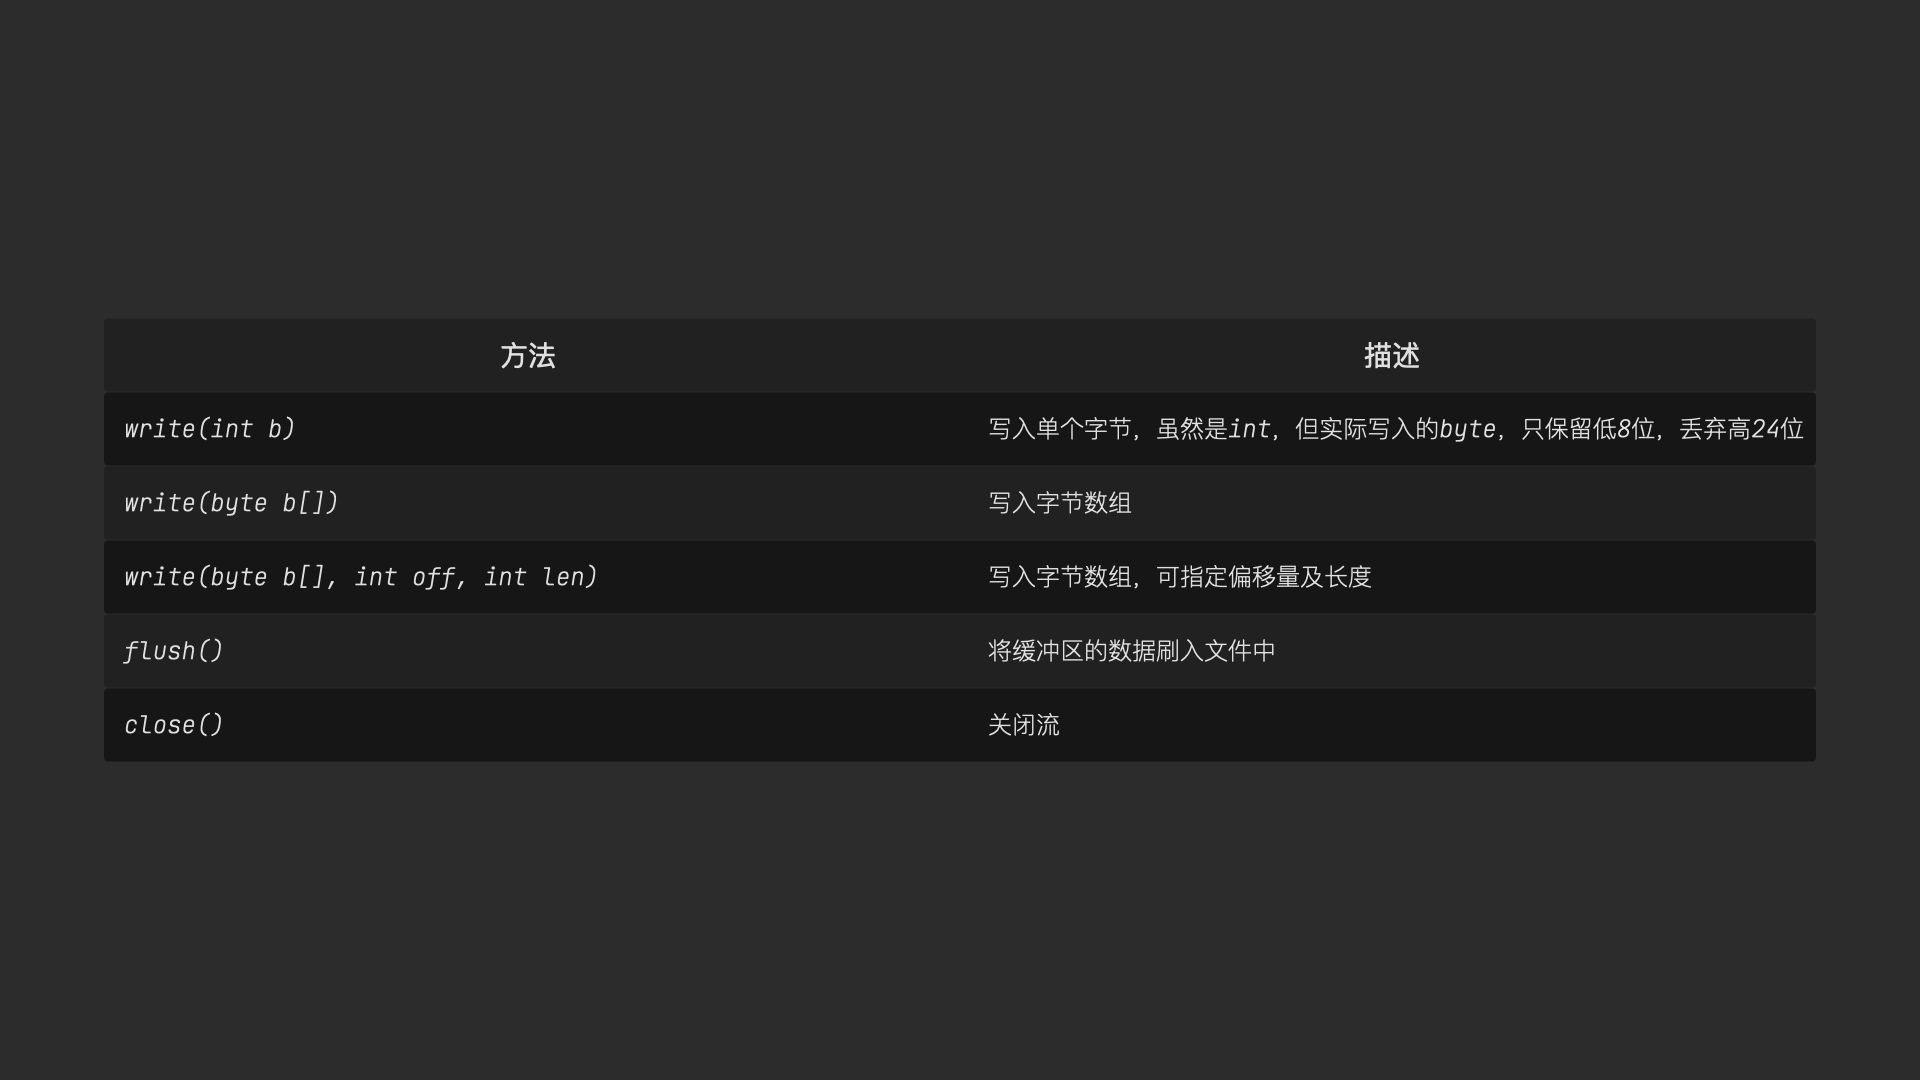 方法 描述
write(int b) 写入单个字节，虽然是int，但实际写入的byte，只保留低8位，丢弃高24位
write(byte b[]) 写入字节数组
write(byte b[], int off, int len) 写入字节数组，可指定偏移量及长度
flush() 将缓冲区的数据刷入文件中
close() 关闭流